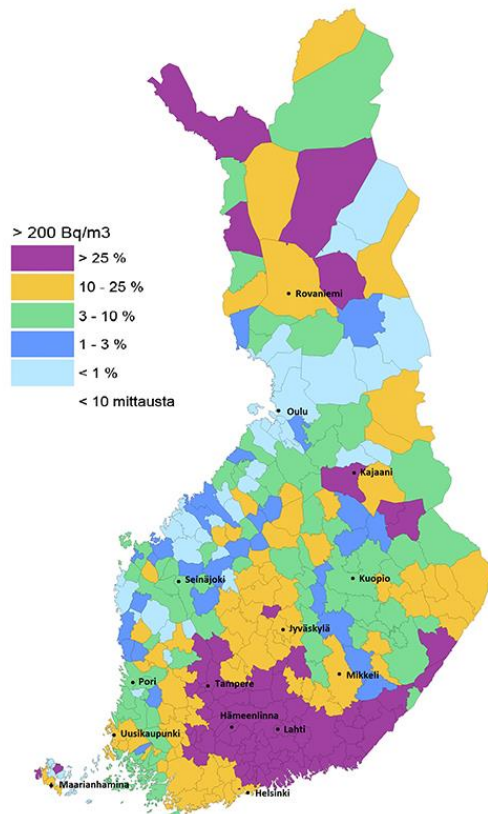 > 200 Bq/m3
> 25 %
10 - 25 %
3 - 10 %
1 - 3 %
< 1 %
< 10 mittausta
Rovaniemi
Oulu
Kajaani
Seinäjoki
Kuopio
Jyväskylä
Mikkeli
Pori
Tampere
Hämeenlinna
Lahti
Uusikaupunki
Maarianhamina
Helsinki